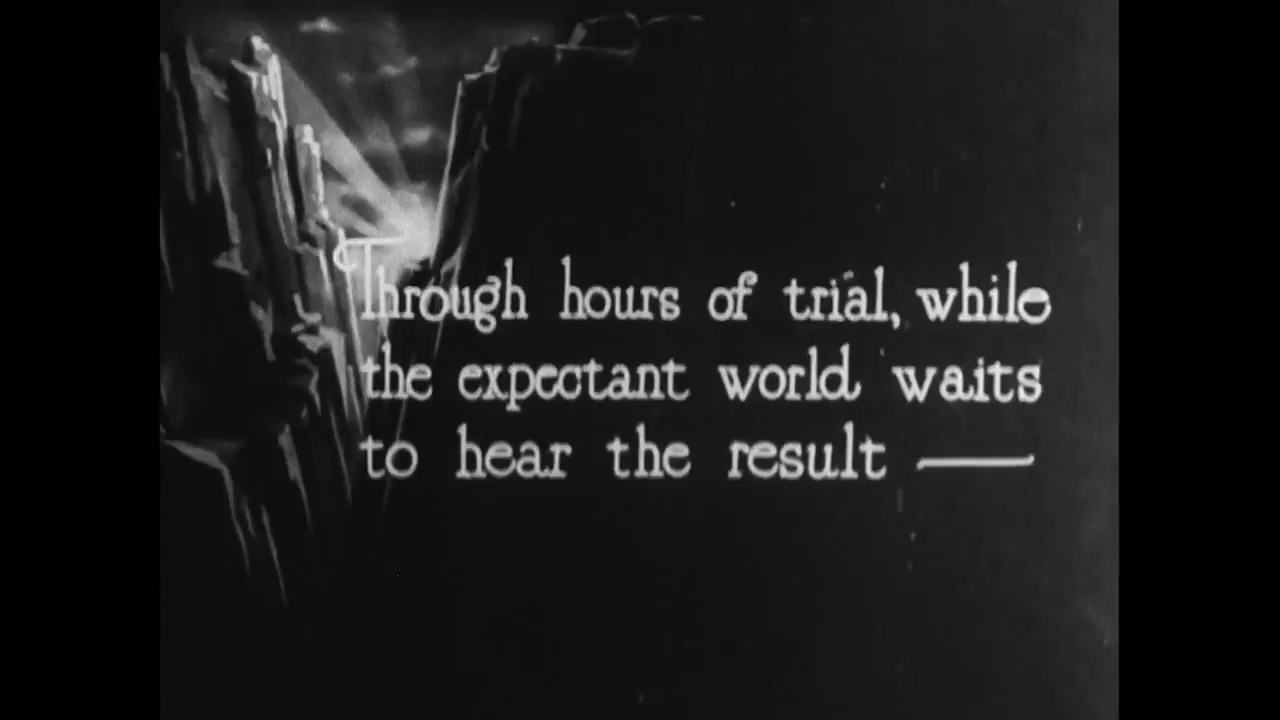 Through hours of trial, while
the expectant world waits
to hear the result —